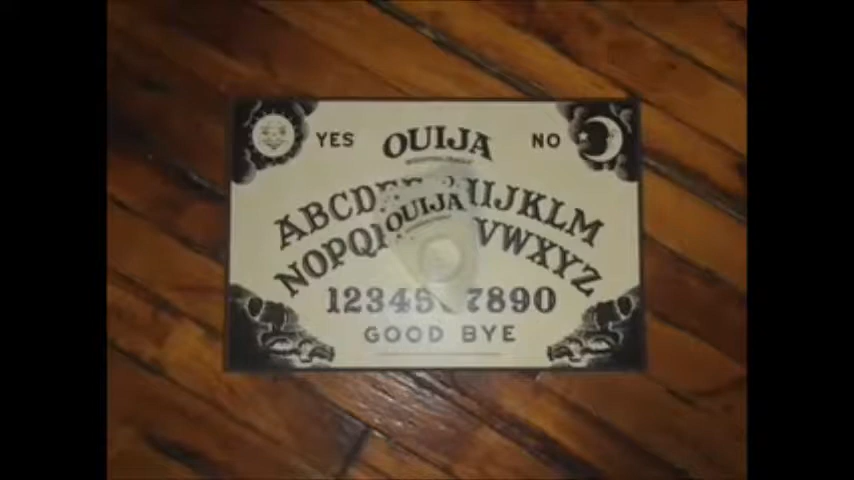 YES OUIJA NO
ABCDE IJKLM
OUIJA
NOPQ VWXYZ
12345 7890
GOOD BYE